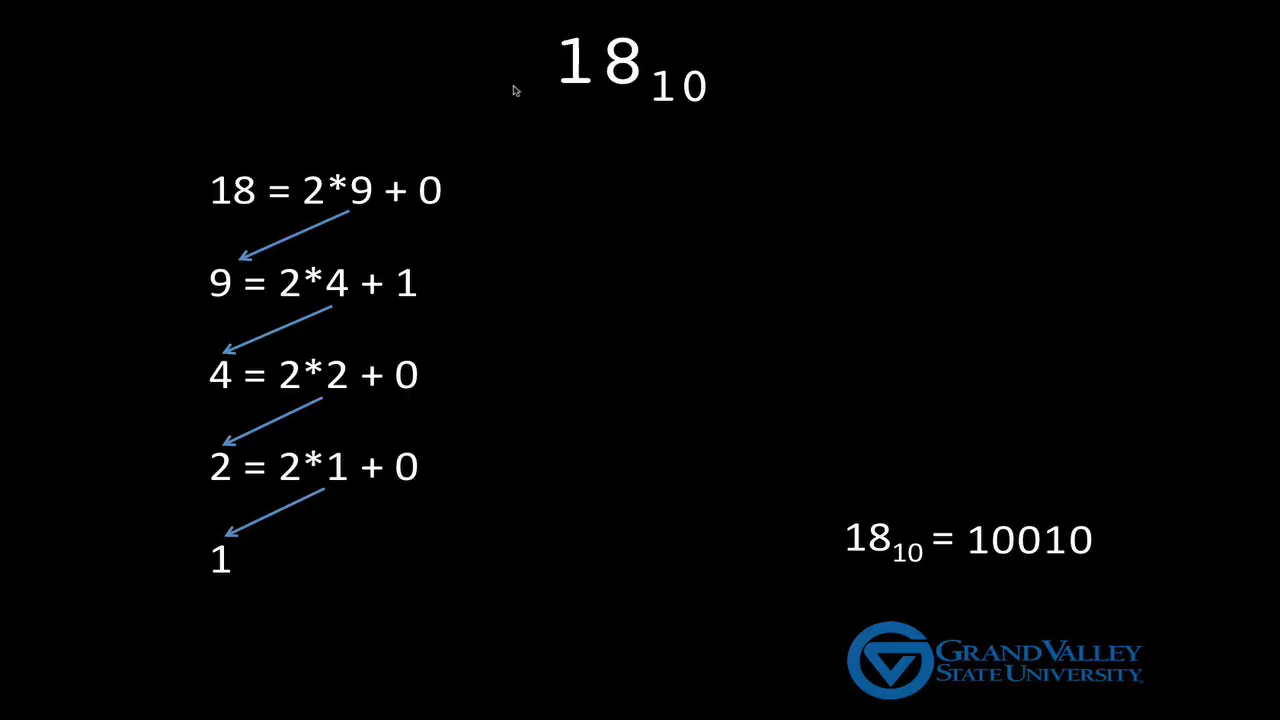 18₁₀
18 = 2*9 + 0
9 = 2*4 + 1
4 = 2*2 + 0
2 = 2*1 + 0
1
18₁₀ = 10010
GRAND VALLEY
STATE UNIVERSITY